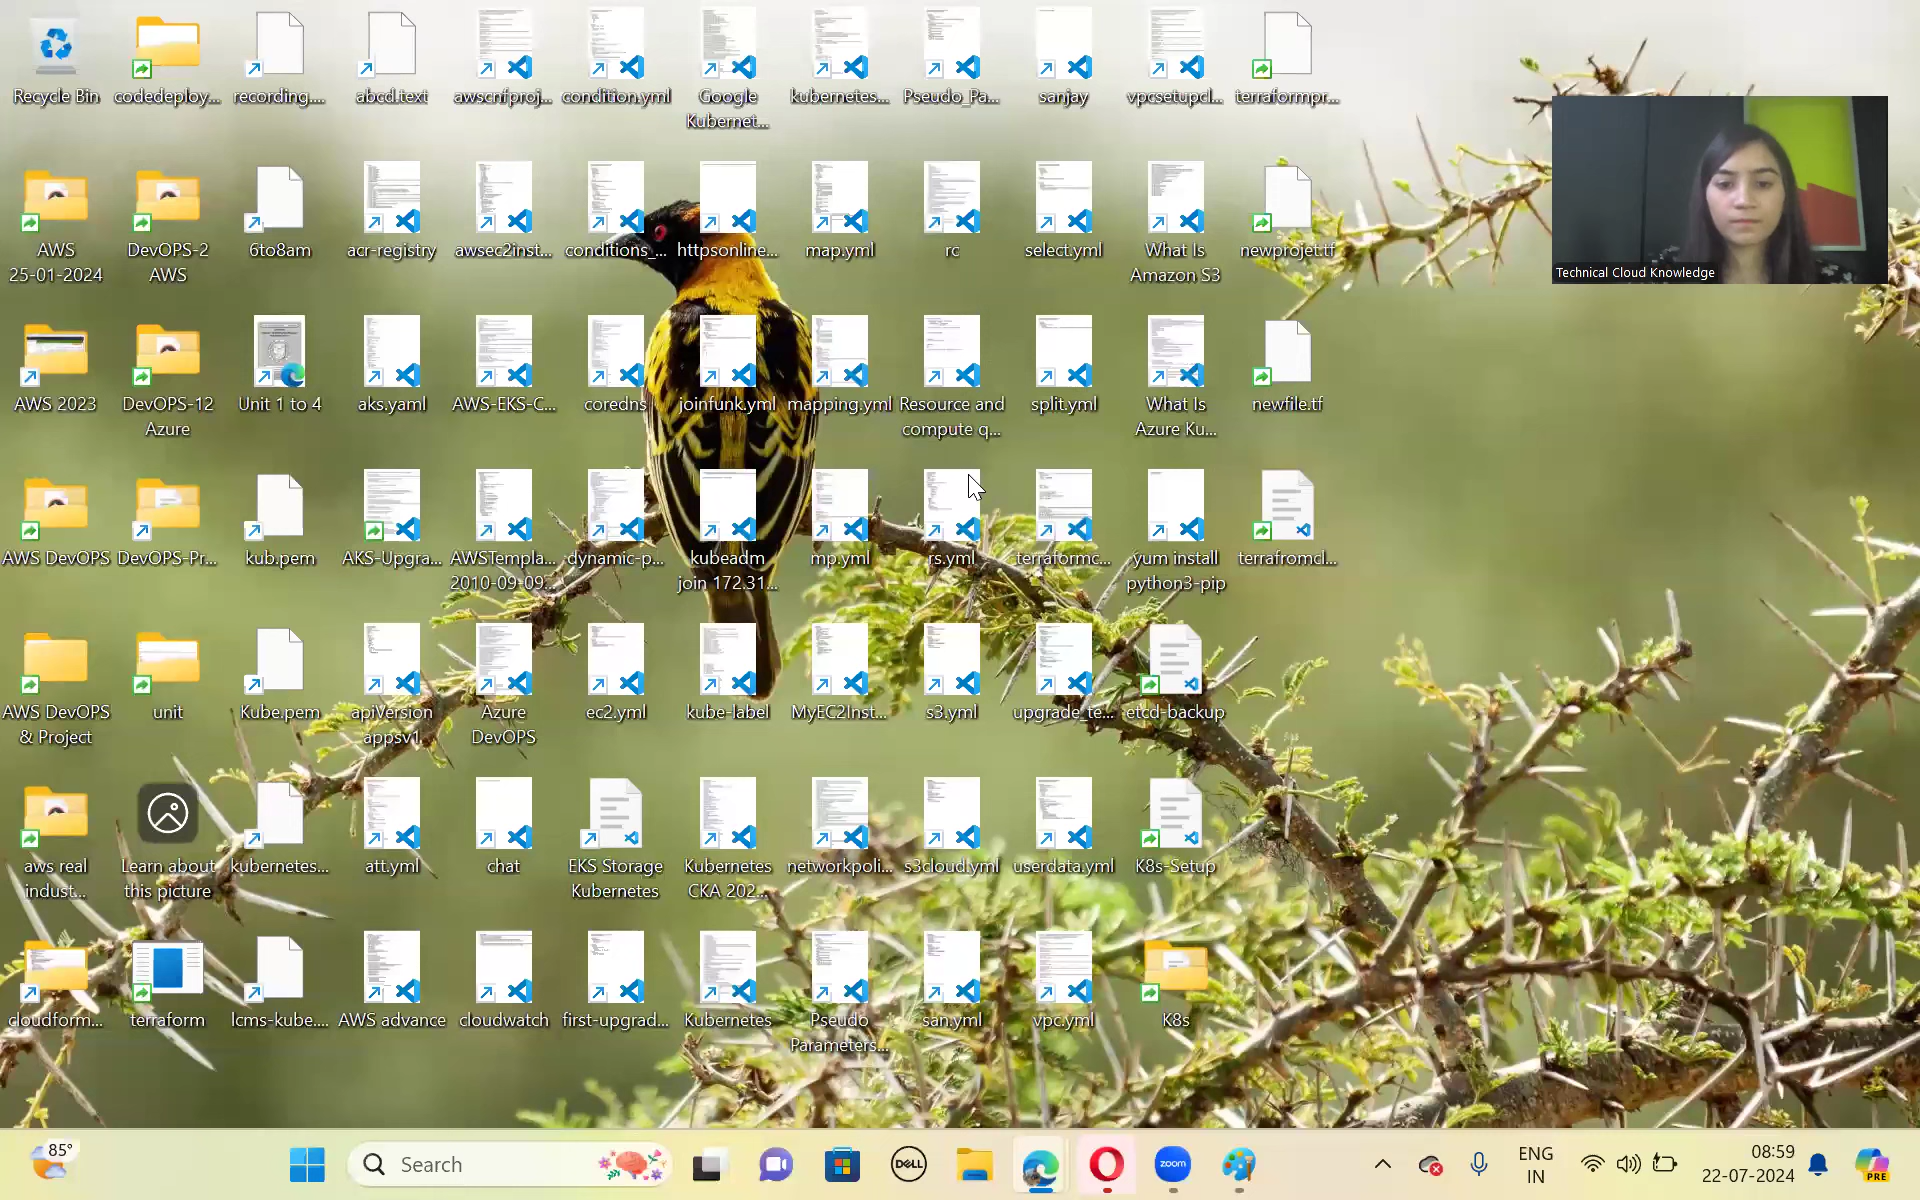 Recycle Bin
codedeploy...
recording....
abcd.text
awscnfproj...
condition.yml
Google
Kubernet...
kubernetes...
Pseudo_Pa...
sanjay
vpcsetupcl...
terraformpr...
AWS
25-01-2024
DevOPS-2
AWS
6to8am
acr-registry
awsec2inst...
conditions_...
httpsonline...
map.yml
rc
select.yml
What Is
Amazon S3
newprojet.tf
Technical Cloud Knowledge
AWS 2023
DevOPS-12
Azure
Unit 1 to 4
aks.yaml
AWS-EKS-C...
coredns
joinfunk.yml
mapping.yml
Resource and
compute q...
split.yml
What Is
Azure Ku...
newfile.tf
AWS DevOPS
DevOPS-Pr...
kub.pem
AKS-Upgra...
AWSTempla...
2010-09-09...
dynamic-p...
kubeadm
join 172.31...
mp.yml
rs.yml
terraformc...
yum install
python3-pip
terrafromcl...
AWS DevOPS
& Project
unit
Kube.pem
apiVersion
appsv1
Azure
DevOPS
ec2.yml
kube-label
MyEC2Inst...
s3.yml
upgrade_te...
etcd-backup
aws real
indust...
Learn about
this picture
kubernetes...
att.yml
chat
EKS Storage
Kubernetes
Kubernetes
CKA 202...
networkpoli...
s3cloud.yml
userdata.yml
K8s-Setup
cloudform...
terraform
lcms-kube....
AWS advance
cloudwatch
first-upgrad...
Kubernetes
Pseudo
Parameters...
san.yml
vpc.yml
K8s
85°
Search
DELL
zoom
ENG
IN
08:59
22-07-2024
PRE